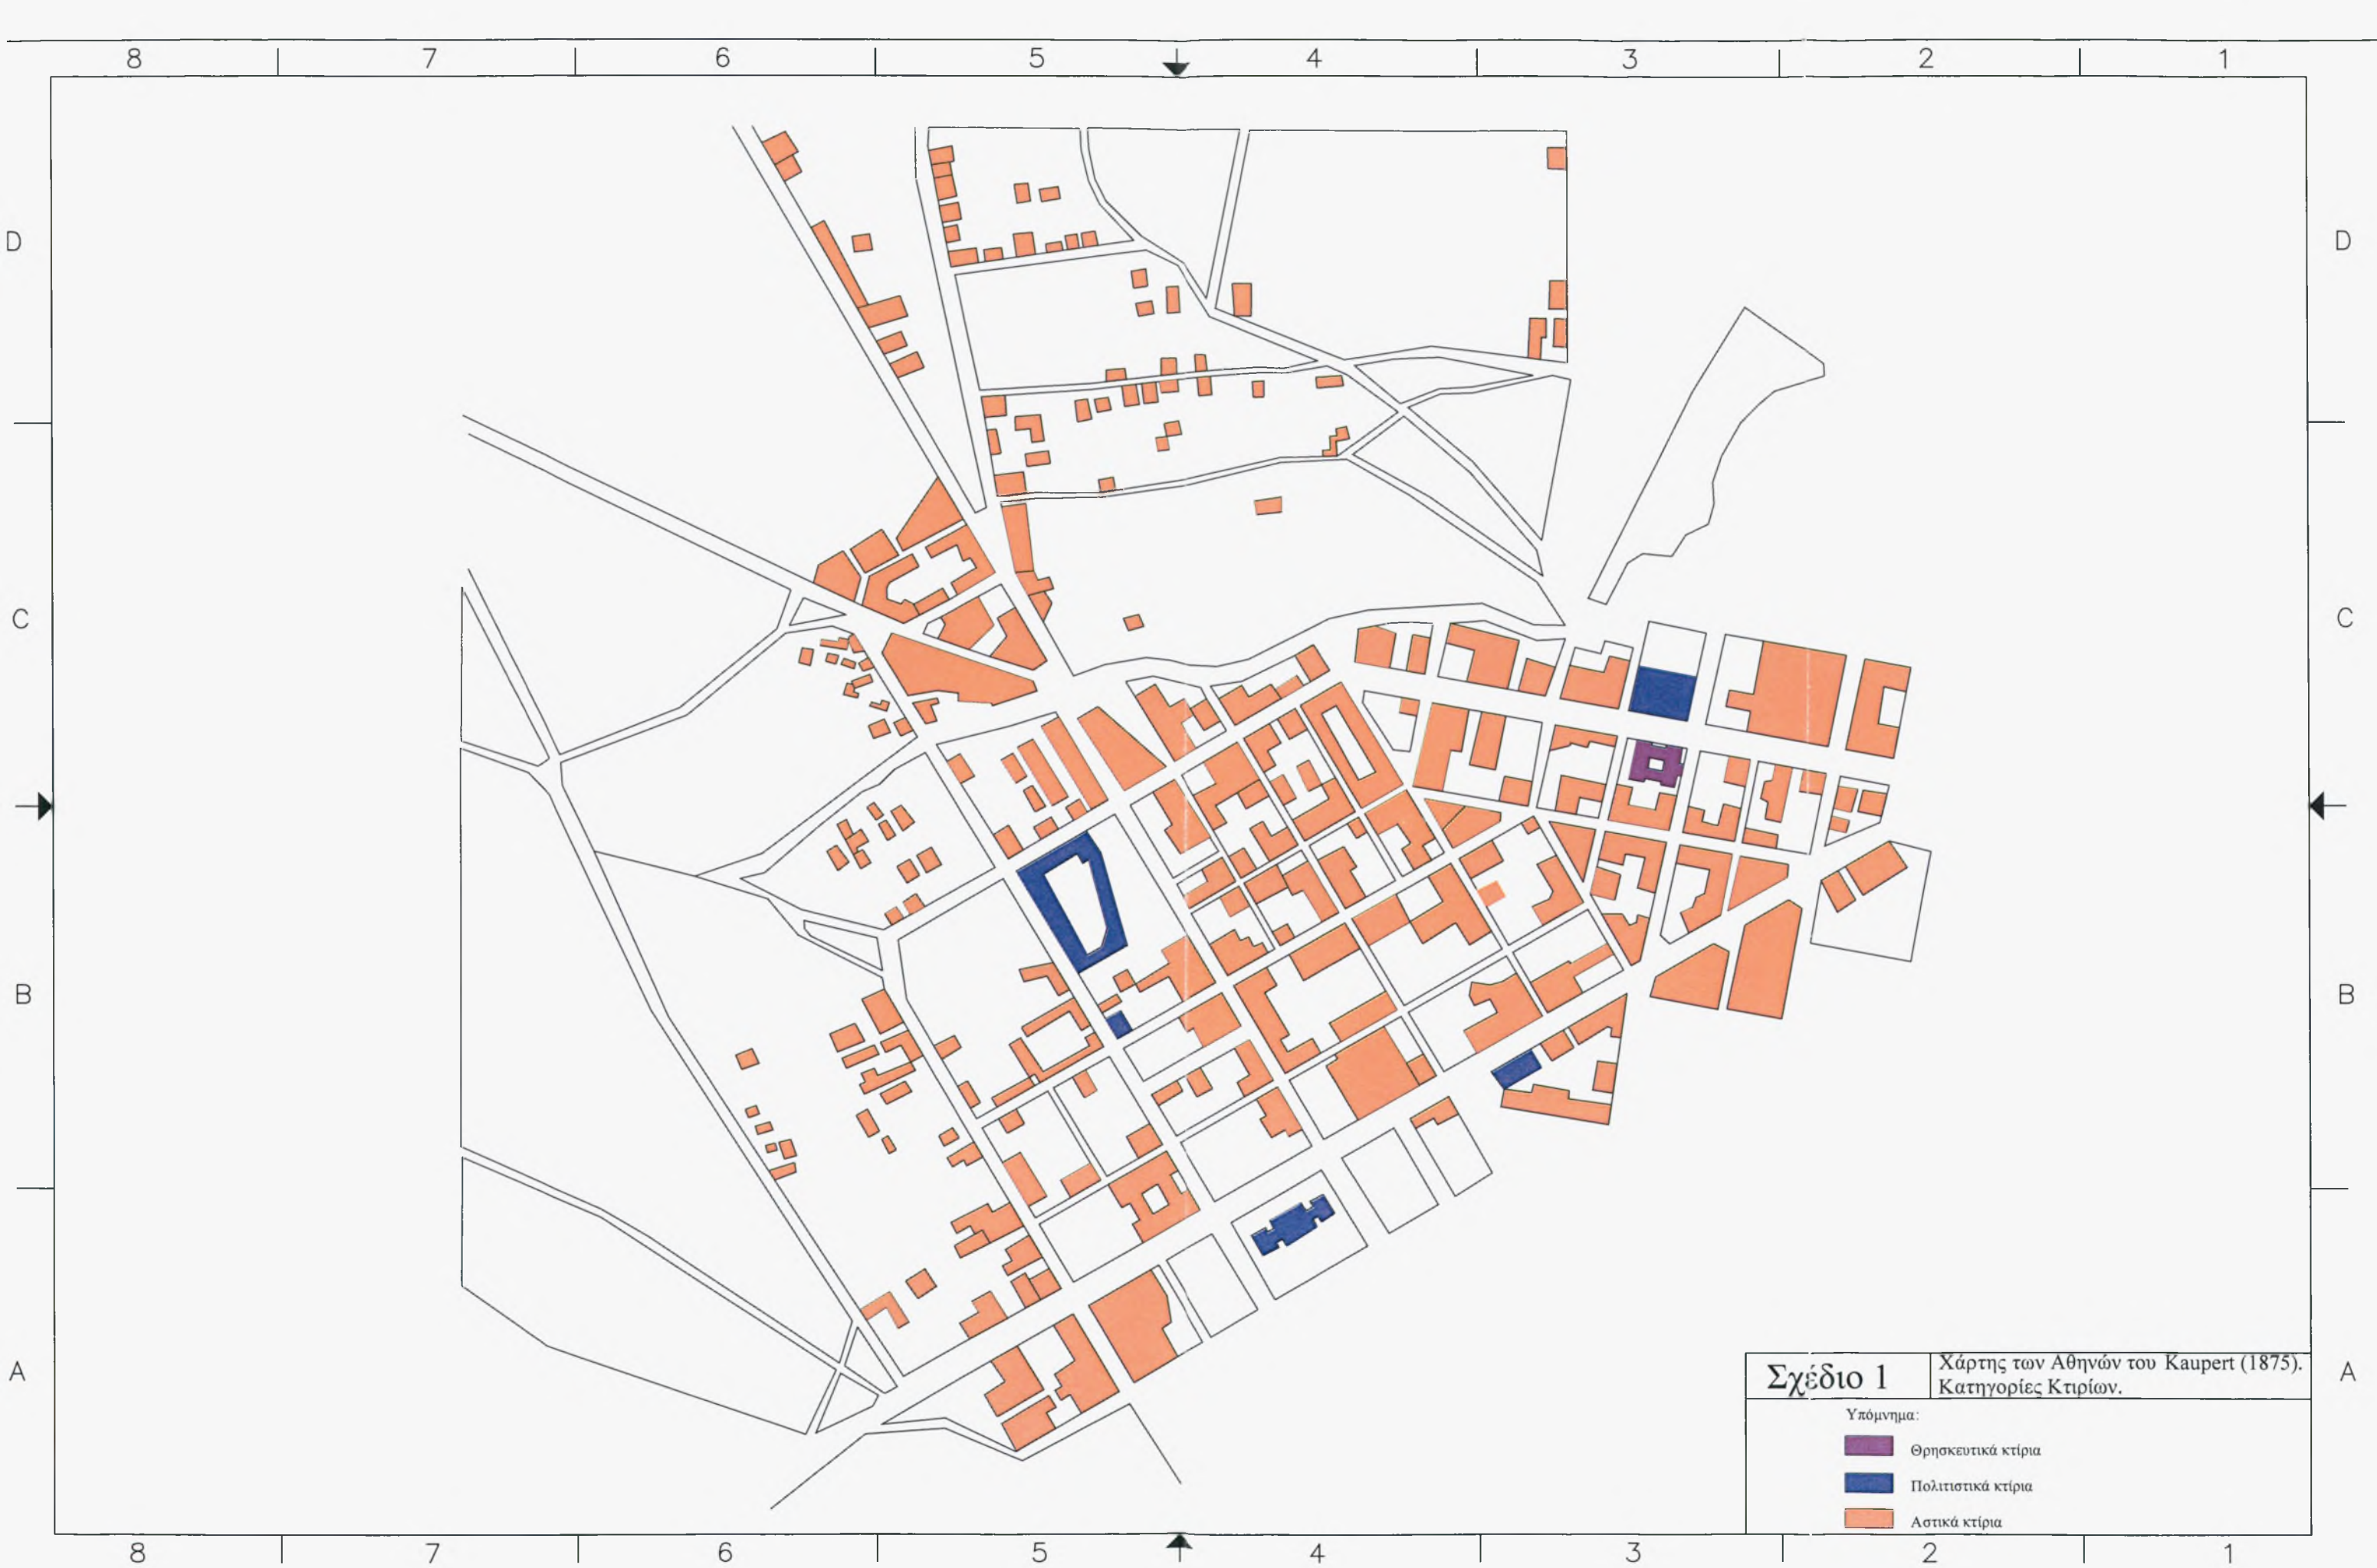 8 7 6 5 4 3 2 1
D D
C C
B B
A A
Σχέδιο 1
Χάρτης των Αθηνών του Kaupert (1875).
Κατηγορίες Κτιρίων.
Υπόμνημα:
Θρησκευτικά κτίρια
Πολιτιστικά κτίρια
Αστικά κτίρια
8 7 6 5 4 3 2 1